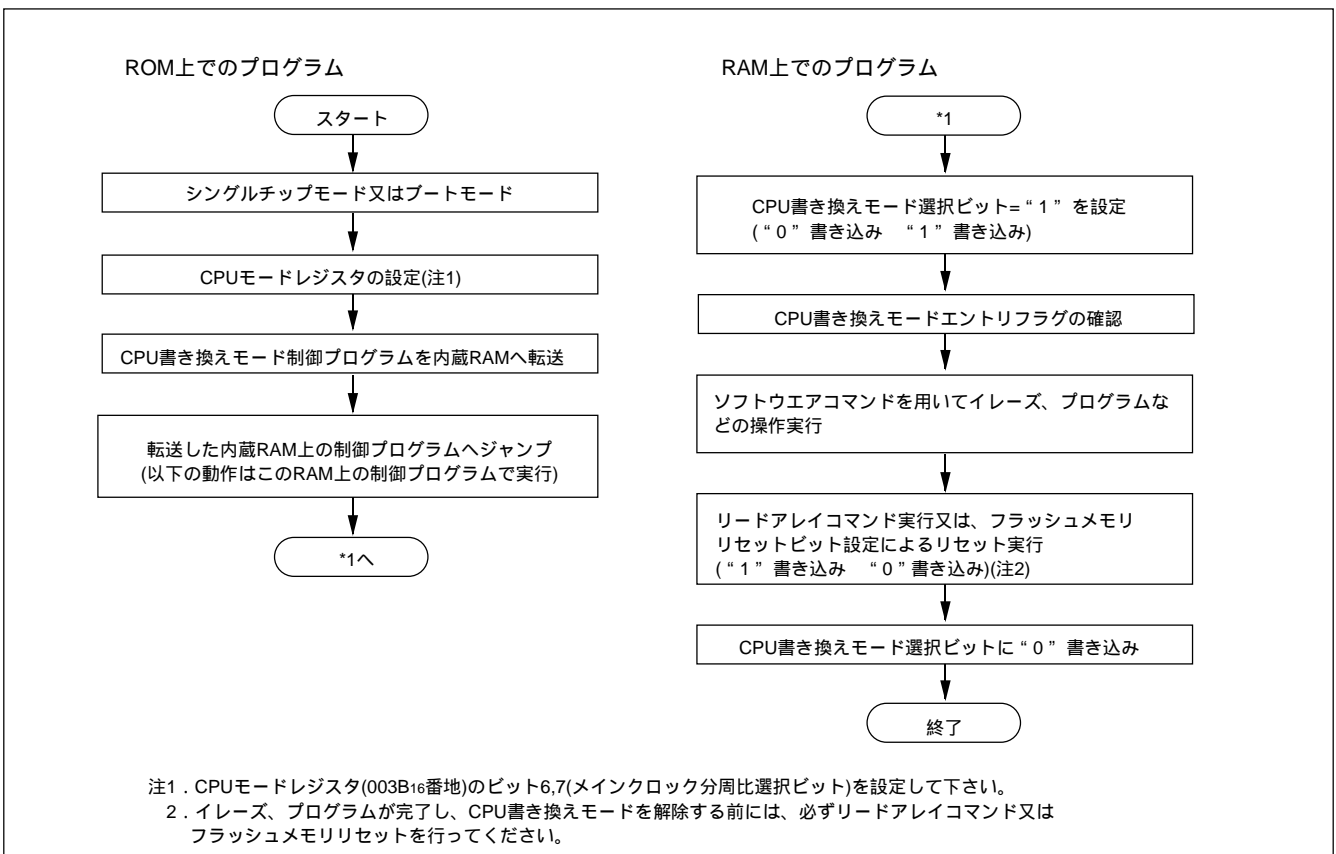 ROM上でのプログラム
スタート
シングルチップモード又はブートモード
CPUモードレジスタの設定(注1)
CPU書き換えモード制御プログラムを内蔵RAMへ転送
転送した内蔵RAM上の制御プログラムへジャンプ
(以下の動作はこのRAM上の制御プログラムで実行)
*1へ
RAM上でのプログラム
*1
CPU書き換えモード選択ビット=“1”を設定
(“0”書き込み “1”書き込み)
CPU書き換えモードエントリフラグの確認
ソフトウエアコマンドを用いてイレーズ、プログラムな
どの操作実行
リードアレイコマンド実行又は、フラッシュメモリ
リセットビット設定によるリセット実行
(“1”書き込み “0”書き込み)(注2)
CPU書き換えモード選択ビットに“0”書き込み
終了
注1．CPUモードレジスタ(003B16番地)のビット6,7(メインクロック分周比選択ビット)を設定して下さい。
2．イレーズ、プログラムが完了し、CPU書き換えモードを解除する前には、必ずリードアレイコマンド又は
フラッシュメモリリセットを行ってください。